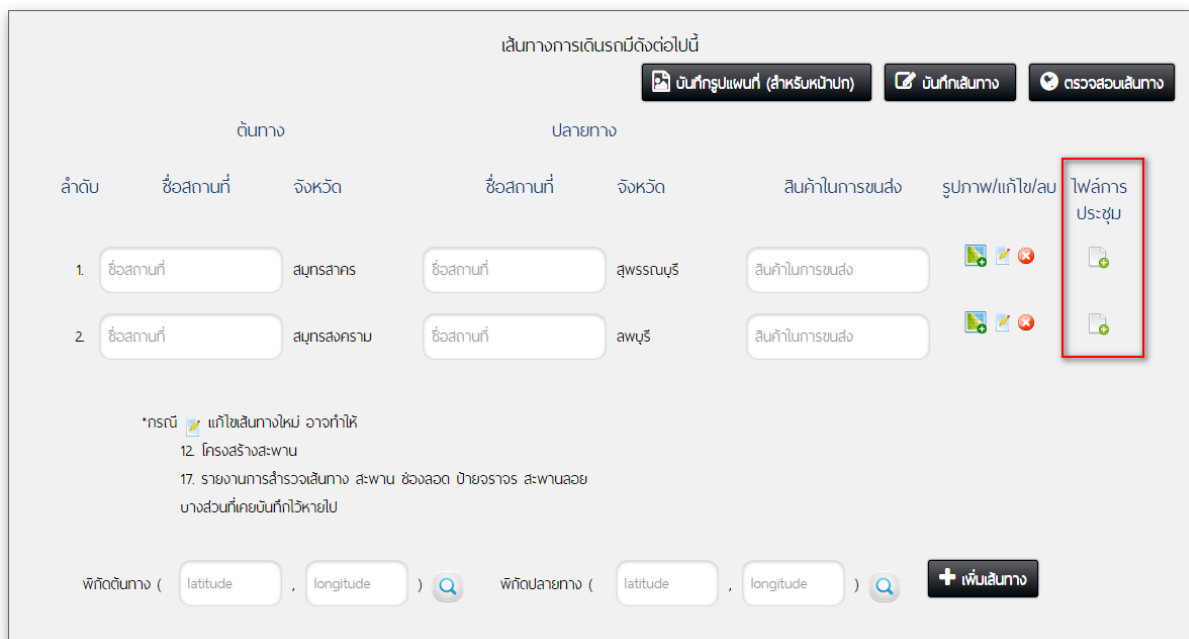 เส้นทางการเดินรถมีดังต่อไปนี้
บันทึกรูปแผนที่ (สำหรับหน้าปก) บันทึกเส้นทาง ตรวจสอบเส้นทาง
ต้นทาง ปลายทาง
ลำดับ ชื่อสถานที่ จังหวัด ชื่อสถานที่ จังหวัด สินค้าในการขนส่ง รูปภาพ/แก้ไข/ลบ ไฟล์การ
ประชุม
1. ชื่อสถานที่ สมุทรสาคร ชื่อสถานที่ สุพรรณบุรี สินค้าในการขนส่ง
2. ชื่อสถานที่ สมุทรสงคราม ชื่อสถานที่ ลพบุรี สินค้าในการขนส่ง
*กรณี แก้ไขเส้นทางใหม่ อาจทำให้
12. โครงสร้างสะพาน
17. รายงานการสำรวจเส้นทาง สะพาน ช่องลอด ป้ายจราจร สะพานลอย
บางส่วนที่เคยบันทึกไว้หายไป
พิกัดต้นทาง ( latitude , longitude ) พิกัดปลายทาง ( latitude , longitude ) เพิ่มเส้นทาง